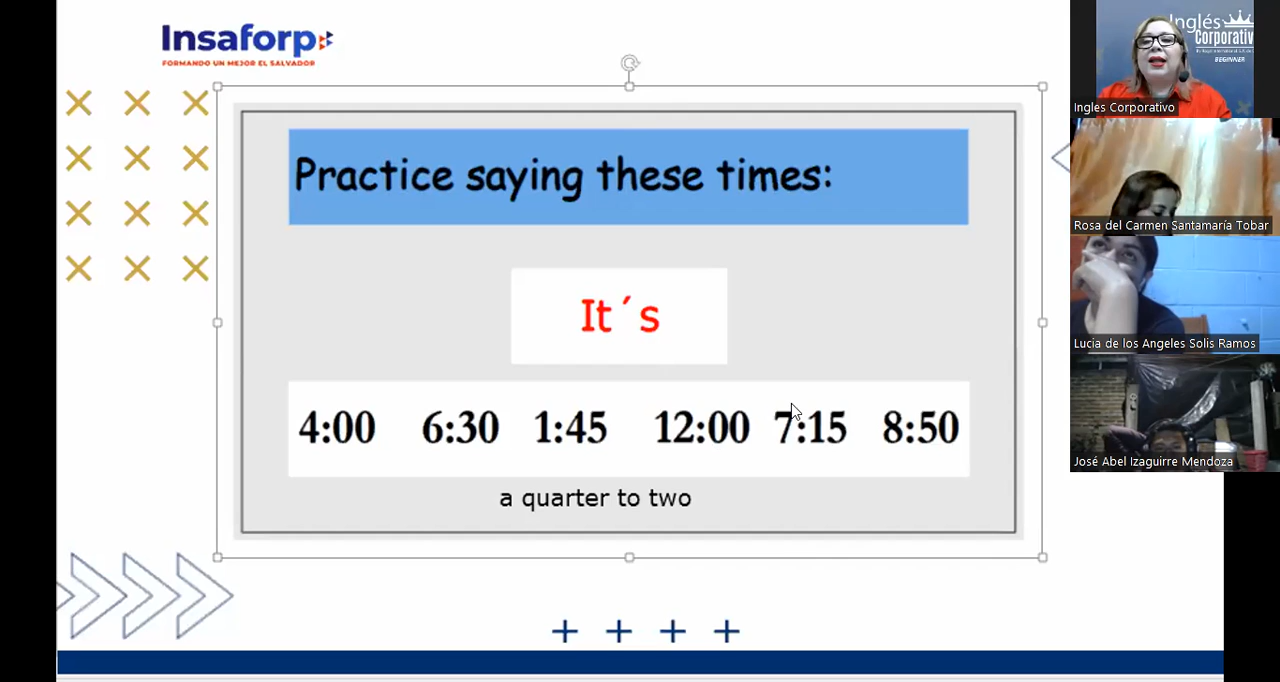 Insaforp
FORMANDO UN MEJOR EL SALVADOR
Practice saying these times:
It´s
4:00 6:30 1:45 12:00 7:15 8:50
a quarter to two
Inglés
Corporativ
BEGINNER
Ingles Corporativo
Rosa del Carmen Santamaría Tobar
Lucia de los Angeles Solis Ramos
José Abel Izaguirre Mendoza